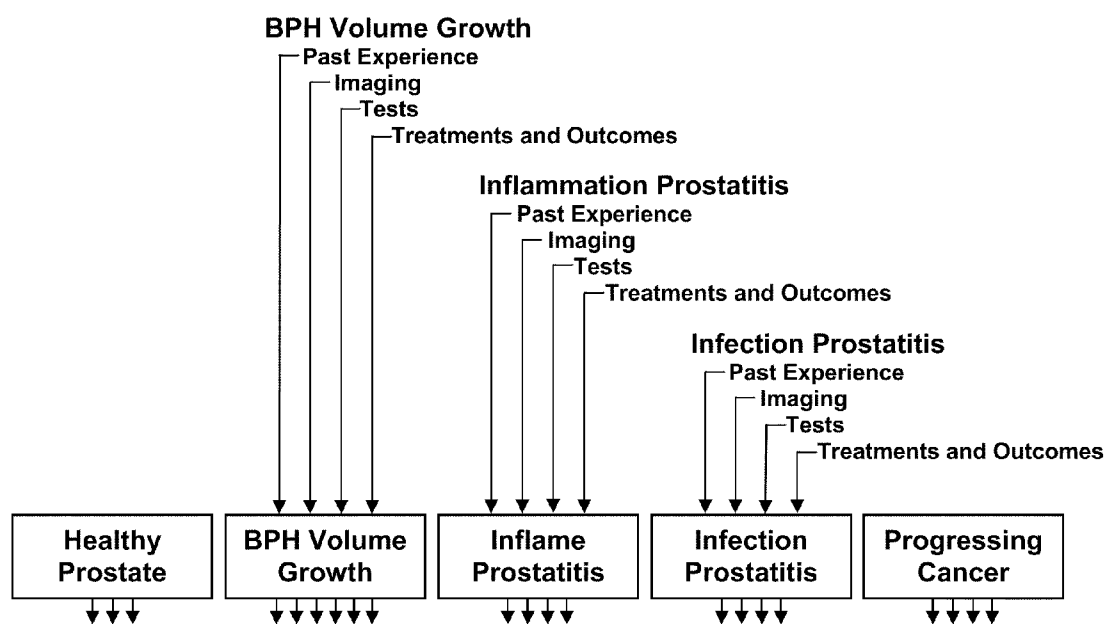 BPH Volume Growth
Past Experience
Imaging
Tests
Treatments and Outcomes
Inflammation Prostatitis
Past Experience
Imaging
Tests
Treatments and Outcomes
Infection Prostatitis
Past Experience
Imaging
Tests
Treatments and Outcomes
Healthy
Prostate
BPH Volume
Growth
Inflame
Prostatitis
Infection
Prostatitis
Progressing
Cancer